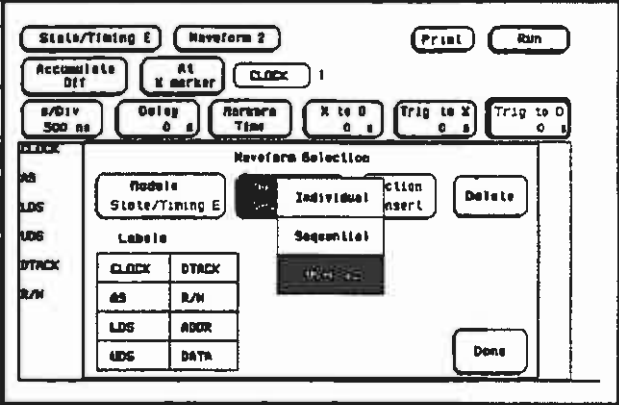 State/Timing E Waveform 2 Print Run
Accumulate Off At X marker CLOCK 1
s/Div 500 ns Delay 0 s Markers Time X to O 0 s Trig to X 0 s Trig to O 0 s
CLOCK
AS
LDS
UDS
DTACK
R/W
Waveform Selection
Module State/Timing E Individual Delete
Sequential
Labels
CLOCK DTACK
AS R/W
LDS ADDR
UDS DATA
Done